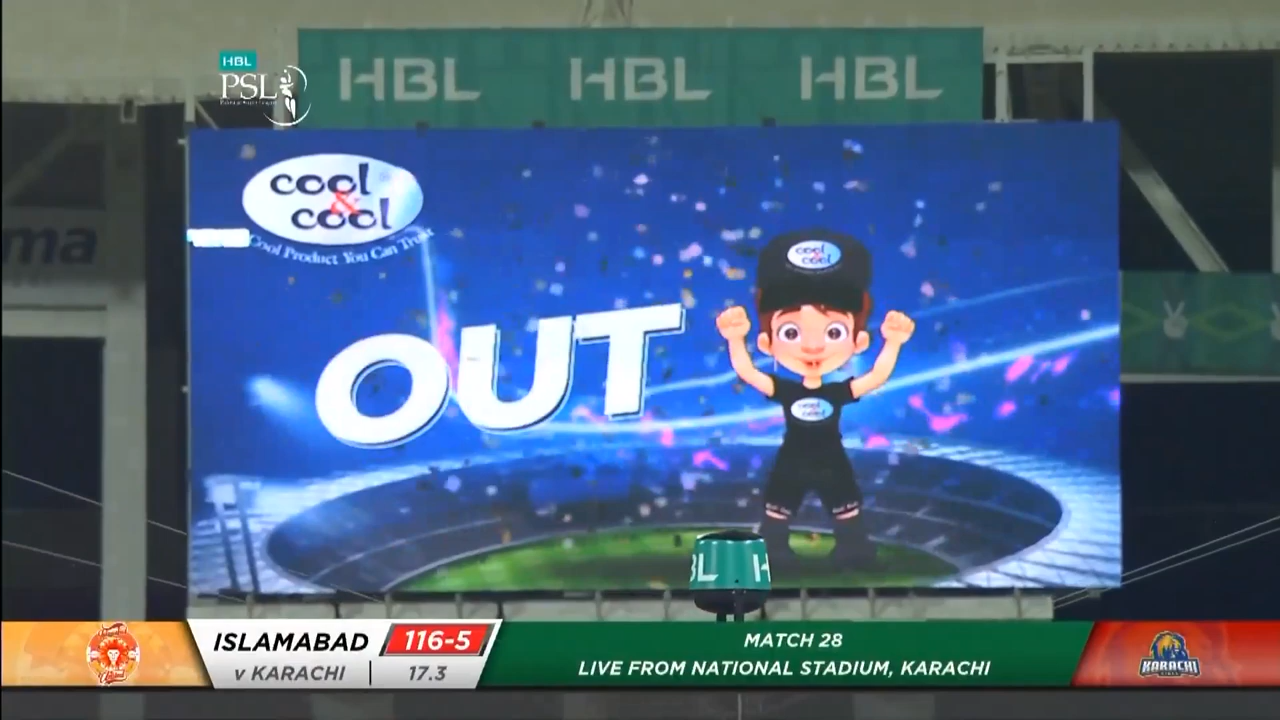 HBL HBL HBL
HBL
PSL
cool
&
cool
Cool Product You Can Trust
cool
&
cool
OUT
cool
cool
ma
BL H
ISLAMABAD 116-5
v KARACHI 17.3
MATCH 28
LIVE FROM NATIONAL STADIUM, KARACHI
KARACHI